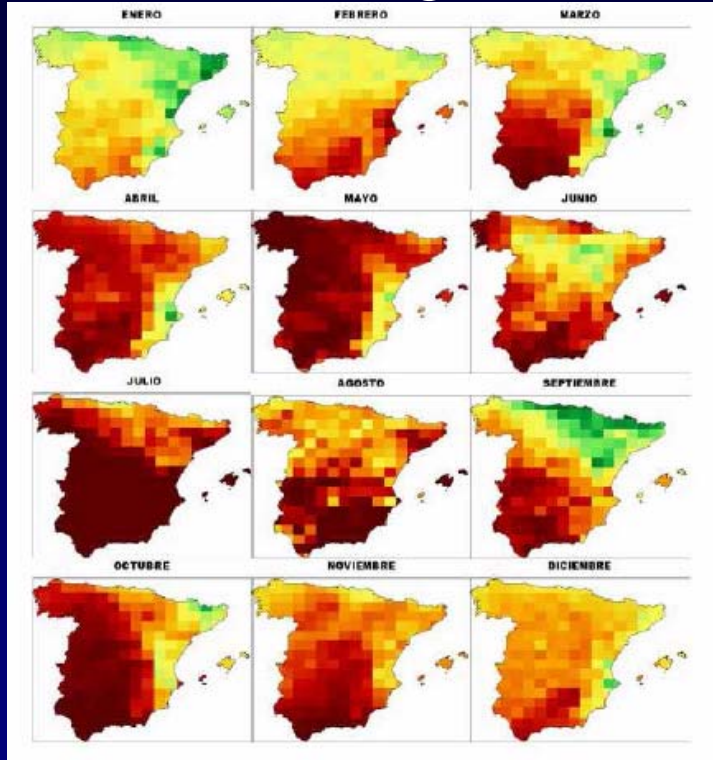 ENERO
FEBRERO
MARZO
ABRIL
MAYO
JUNIO
JULIO
AGOSTO
SEPTIEMBRE
OCTUBRE
NOVIEMBRE
DICIEMBRE